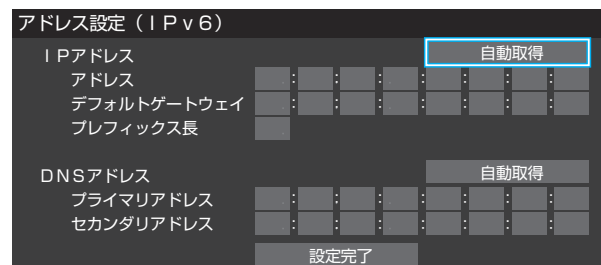 アドレス設定(IPv6)
IPアドレス 自動取得
アドレス : : : : : : :
デフォルトゲートウェイ : : : : : : :
プレフィックス長
DNSアドレス 自動取得
プライマリアドレス : : : : : : :
セカンダリアドレス : : : : : : :
設定完了